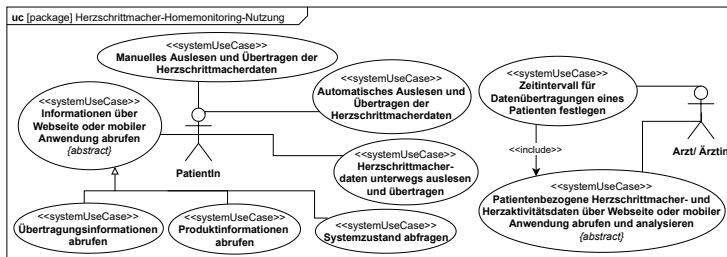 uc [package] Herzschrittmacher-Homemonitoring-Nutzung
<<systemUseCase>>
Manuelles Auslesen und Übertragen der
Herzschrittmacherdaten
<<systemUseCase>>
Automatisches Auslesen und
Übertragen der
Herzschrittmacherdaten
<<systemUseCase>>
Informationen über
Webseite oder mobiler
Anwendung abrufen
{abstract}
PatientIn
<<systemUseCase>>
Herzschrittmacher-
daten unterwegs auslesen
und übertragen
<<systemUseCase>>
Übertragungsinformationen
abrufen
<<systemUseCase>>
Produktinformationen
abrufen
<<systemUseCase>>
Systemzustand abfragen
<<systemUseCase>>
Zeitintervall für
Datenübertragungen eines
Patienten festlegen
Arzt/ Ärztin
<<include>>
<<systemUseCase>>
Patientenbezogene Herzschrittmacher- und
Herzaktivitätsdaten über Webseite oder mobiler
Anwendung abrufen und analysieren
{abstract}